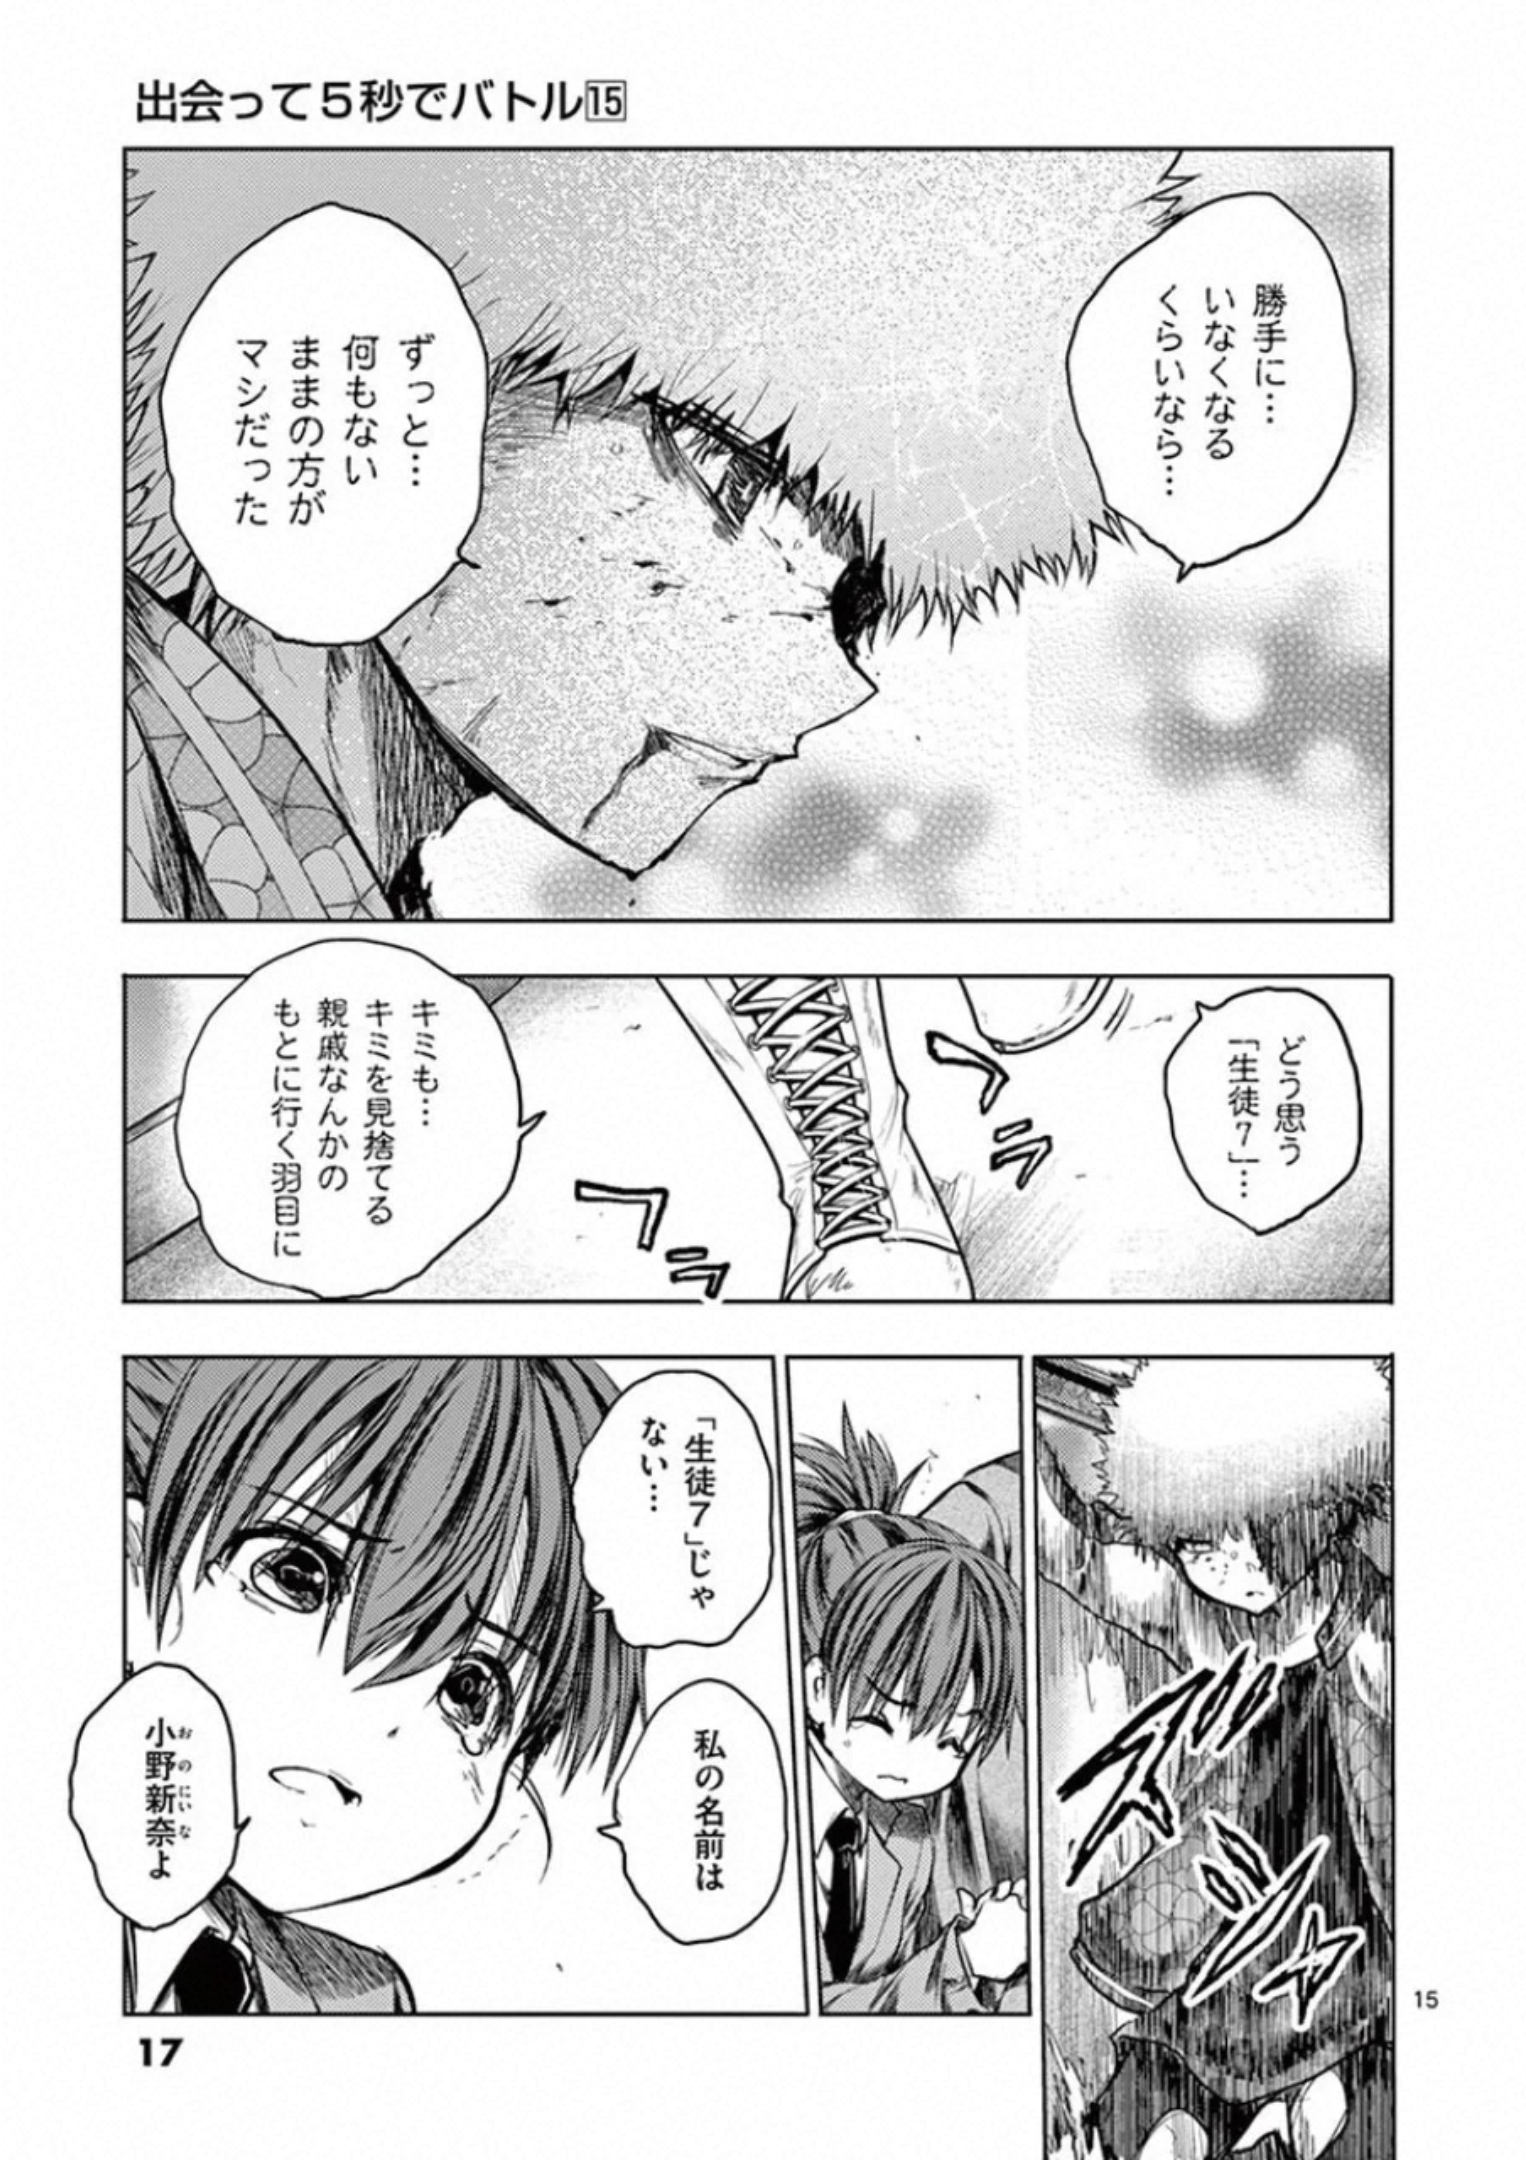 出会って5秒でバトル15
勝手に…
いなくなる
くらいなら…
ずっと…
何もない
ままの方が
マシだった
どう思う
「生徒7」…
キミも…
キミを見捨てる
親戚なんかの
もとに行く羽目に
「生徒7」じゃ
ない…
私の名前は
小野新奈よ
おのにいな
15
17